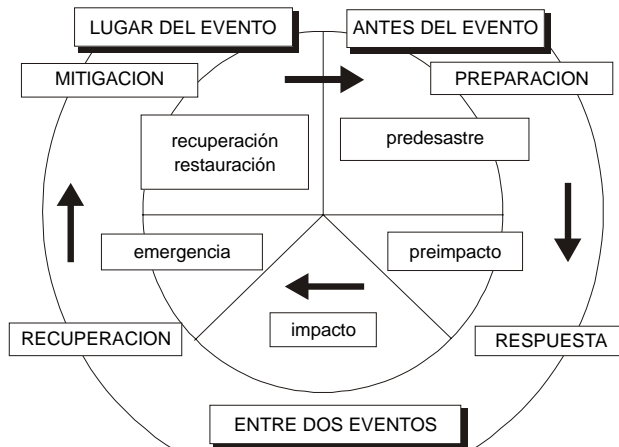 LUGAR DEL EVENTO
ANTES DEL EVENTO
MITIGACION
PREPARACION
recuperación
restauración
predesastre
emergencia
preimpacto
impacto
RECUPERACION
RESPUESTA
ENTRE DOS EVENTOS